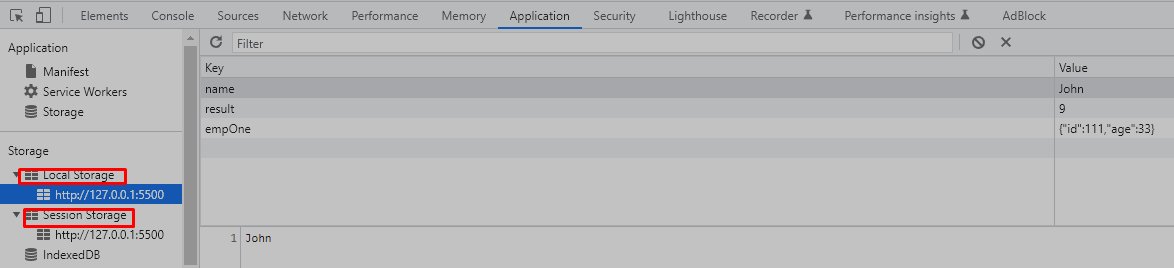 Elements Console Sources Network Performance Memory Application Security Lighthouse Recorder Performance insights AdBlock
Application
Manifest
Service Workers
Storage
Storage
Local Storage
http://127.0.0.1:5500
Session Storage
http://127.0.0.1:5500
IndexedDB
Filter
Key Value
name John
result 9
empOne {"id":111,"age":33}
1 John